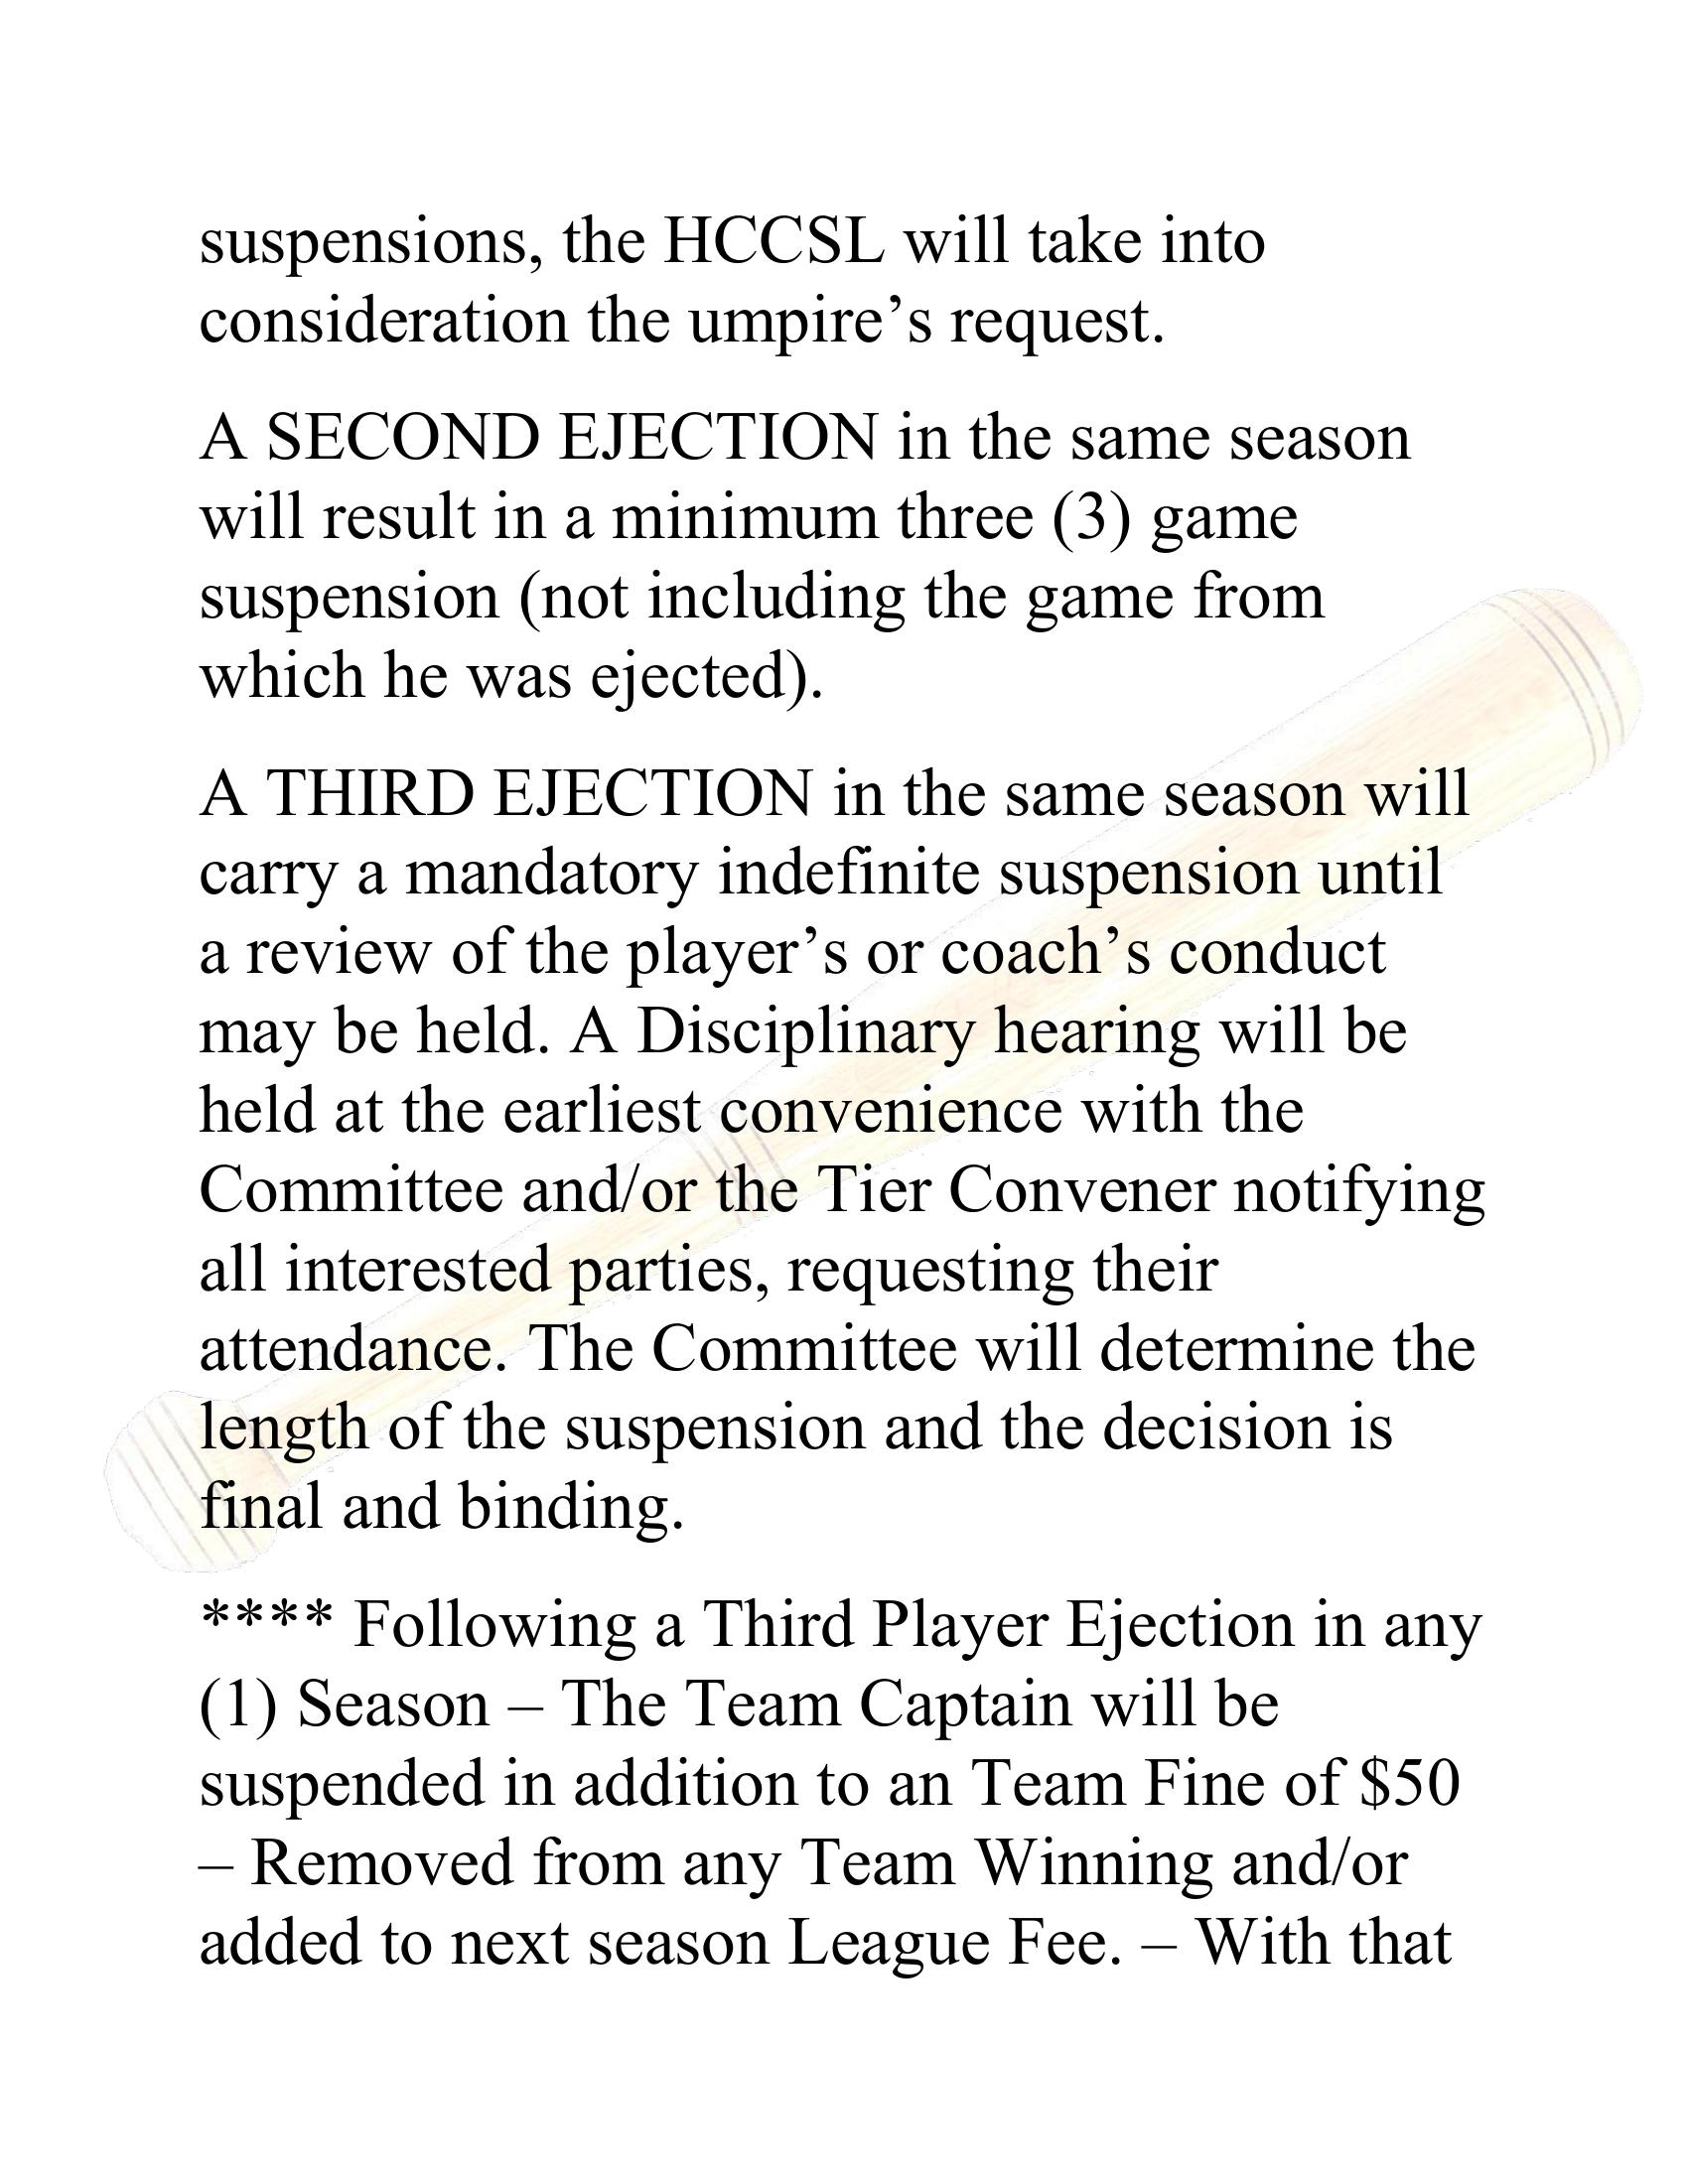 suspensions, the HCCSL will take into
consideration the umpire’s request.
A SECOND EJECTION in the same season
will result in a minimum three (3) game
suspension (not including the game from
which he was ejected).
A THIRD EJECTION in the same season will
carry a mandatory indefinite suspension until
a review of the player’s or coach’s conduct
may be held. A Disciplinary hearing will be
held at the earliest convenience with the
Committee and/or the Tier Convener notifying
all interested parties, requesting their
attendance. The Committee will determine the
length of the suspension and the decision is
final and binding.
**** Following a Third Player Ejection in any
(1) Season – The Team Captain will be
suspended in addition to an Team Fine of $50
– Removed from any Team Winning and/or
added to next season League Fee. – With that